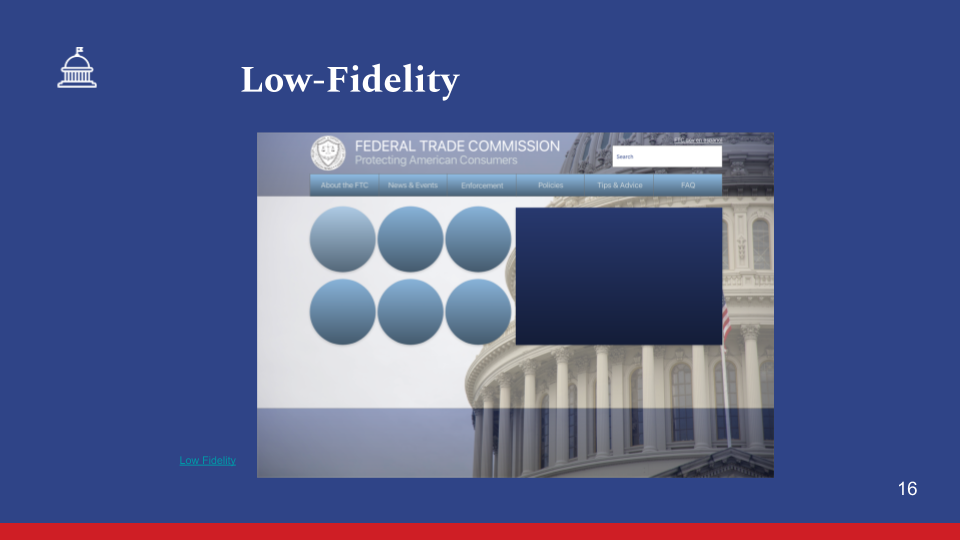 Low-Fidelity
FEDERAL TRADE COMMISSION
Protecting American Consumers
Search
About the FTC
News & Events
Enforcement
Policies
Tips & Advice
FAQ
Low Fidelity
16